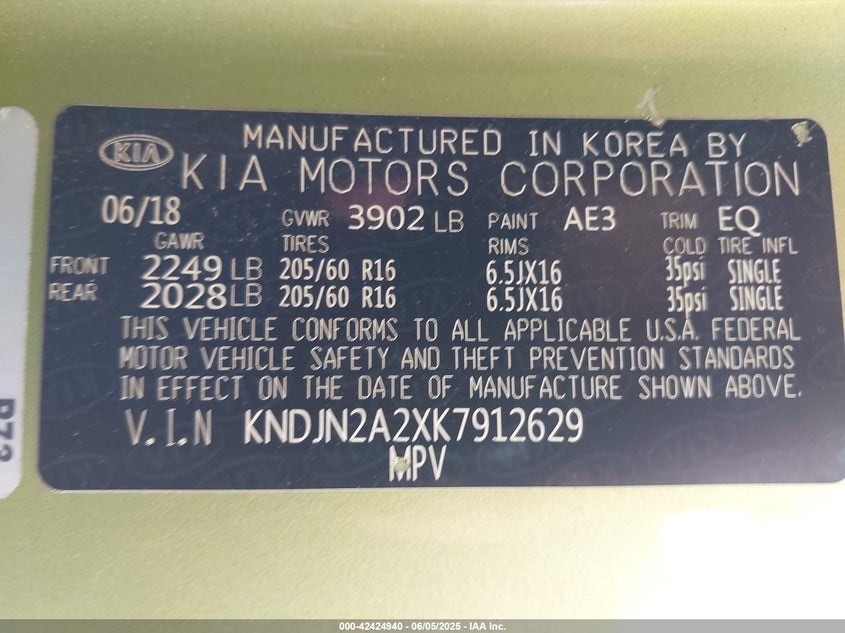 KIA
MANUFACTURED IN KOREA BY
KIA MOTORS CORPORATION
06/18 GVWR 3902 LB PAINT AE3 TRIM EQ
GAWR TIRES RIMS COLD TIRE INFL
FRONT 2249 LB 205/60 R16 6.5JX16 35psi SINGLE
REAR 2028 LB 205/60 R16 6.5JX16 35psi SINGLE
THIS VEHICLE CONFORMS TO ALL APPLICABLE U.S.A. FEDERAL
MOTOR VEHICLE SAFETY AND THEFT PREVENTION STANDARDS
IN EFFECT ON THE DATE OF MANUFACTURE SHOWN ABOVE.
V.I.N KNDJN2A2XK7912629
MPV
000-42424940 - 06/05/2025 - IAA Inc.